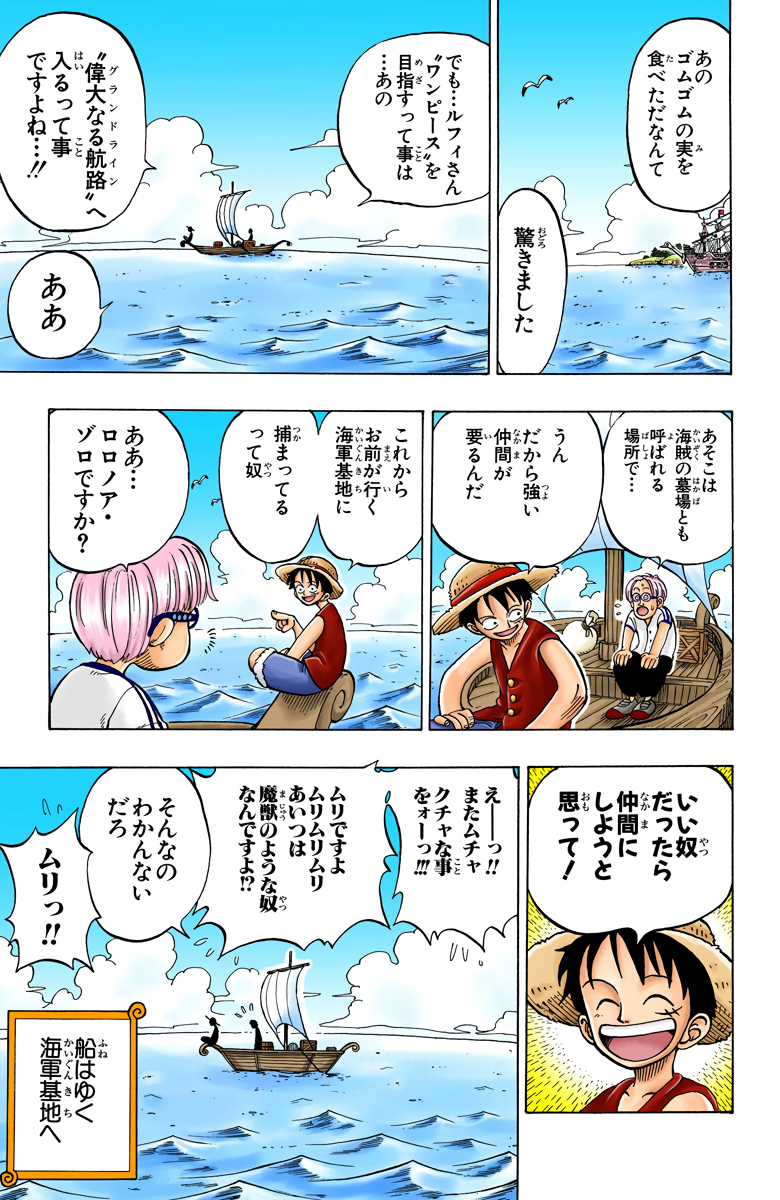 あの
ゴムゴムの実を
食べただなんて
驚きました
でも…ルフィさん
〝ワンピース〟を
目指すって事は
…あの
〝偉大なる航路〟へ
入るって事
ですよね…!!
ああ
あそこは
海賊の墓場とも
呼ばれる
場所で…
うん
だから強い
仲間が
要るんだ
これから
お前が行く
海軍基地に
捕まってる
って奴
ああ…
ロロノア・
ゾロですか?
いい奴
だったら
仲間に
しようと
思って!
えーーっ!!
またムチャ
クチャな事
をォーっ!!!
ムリですよ
ムリムリムリ
あいつは
魔獣のような奴
なんですよ!?
そんなの
わかんない
だろ
ムリっ!!
船はゆく
海軍基地へ